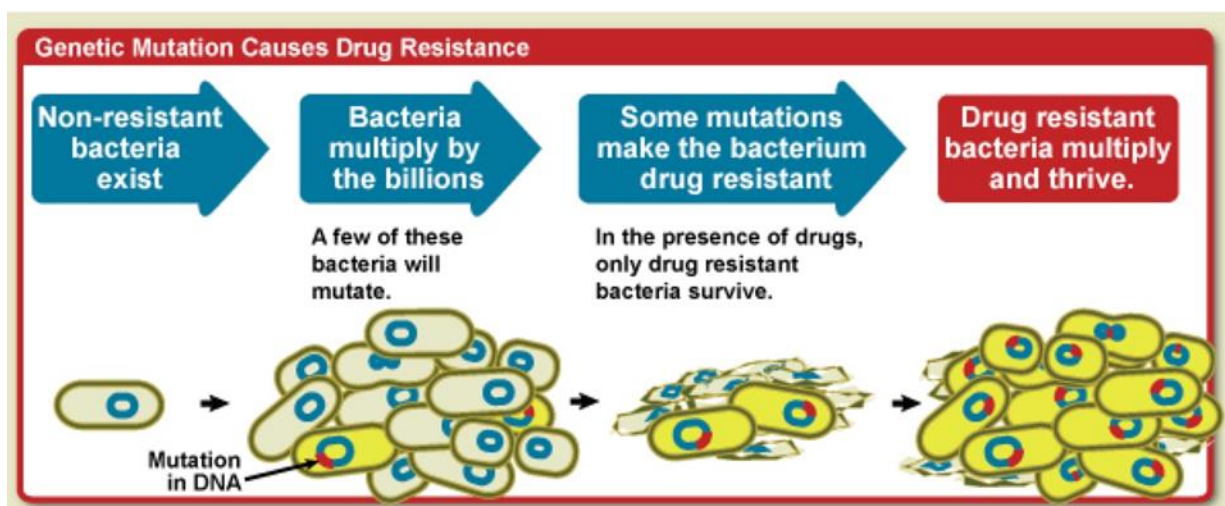 Genetic Mutation Causes Drug Resistance
Non-resistant
bacteria
exist
Bacteria
multiply by
the billions
Some mutations
make the bacterium
drug resistant
Drug resistant
bacteria multiply
and thrive.
A few of these
bacteria will
mutate.
In the presence of drugs,
only drug resistant
bacteria survive.
Mutation
in DNA